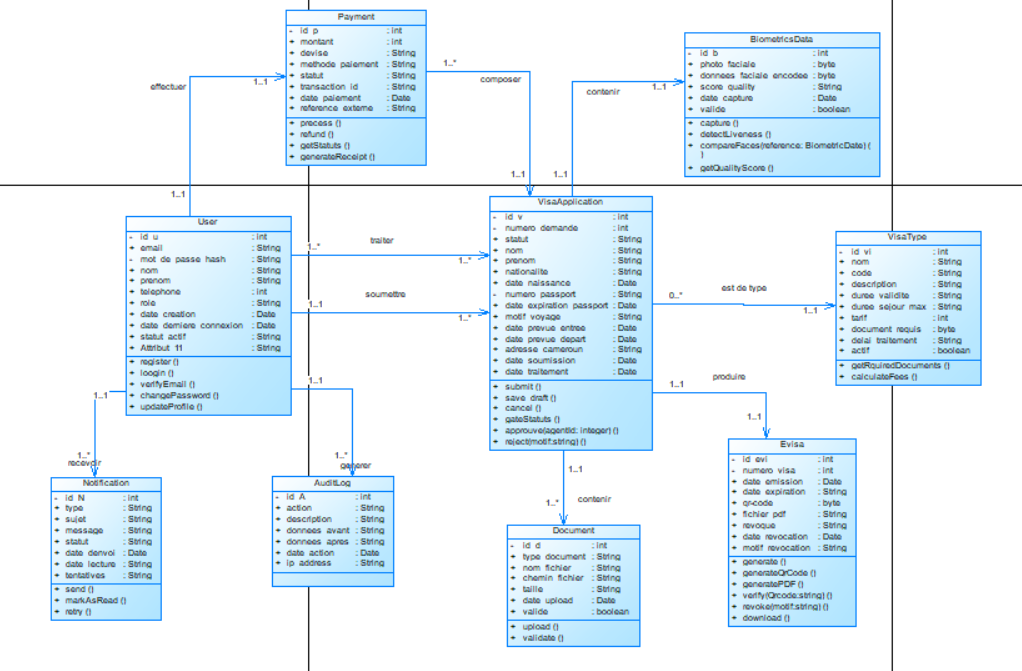 Payment
- id p : int
+ montant : int
+ devise : String
+ methode paiement : String
+ statut : String
+ transaction id : String
+ date paiement : Date
+ reference externe : String
+ precess ()
+ refund ()
+ getStatuts ()
+ generateReceipt ()
BiometricsData
- id b : int
+ photo faciale : byte
+ donnees faciale encodee : byte
+ score quality : String
+ date capture : Date
+ valide : boolean
+ capture ()
+ detectLiveness ()
+ compareFaces(reference: BiometricDate) (
)
+ getQualityScore ()
effectuer
1..1
1..1
1..*
composer
1..1
contenir
1..1
1..1
User
- id u : int
+ email : String
- mot de passe hash : String
+ nom : String
+ prenom : String
+ telephone : int
+ role : String
+ date creation : Date
+ date derniere connexion : Date
+ statut actif : String
+ Attribut 11 : String
+ register ()
+ loogin ()
+ verifyEmail ()
+ changePassword ()
+ updateProfile ()
traiter
1..*
1..*
soumettre
1..1
1..*
VisaApplication
- id v : int
- numero demande : int
+ statut : String
+ nom : String
+ prenom : String
+ nationalite : String
+ date naissance : Date
- numero passport : String
+ date expiration passport : Date
+ motif voyage : String
+ date prevue entree : Date
+ date prevue depart : Date
+ adresse cameroun : String
+ date soumission : Date
+ date traitement : Date
+ submit ()
+ save draft ()
+ cancel ()
+ gateStatuts ()
+ approuve(agentId: integer) ()
+ reject(motif:string) ()
est de type
0..*
1..1
VisaType
- id vi : int
+ nom : String
+ code : String
+ description : String
+ duree validite : String
+ duree sejour max : String
+ tarif : int
+ document requis : byte
+ delai traitement : String
+ actif : boolean
+ getRquiredDocuments ()
+ calculateFees ()
1..1
1..*
recevoir
1..1
1..*
generer
1..1
produire
1..1
1..1
1..*
contenir
Notification
- id N : int
+ type : String
+ sujet : String
+ message : String
+ statut : String
+ date denvoi : Date
+ date lecture : String
+ tentatives : String
+ send ()
+ markAsRead ()
+ retry ()
AuditLog
- id A : int
+ action : String
+ description : String
+ donnees avant : String
+ donnees apres : String
+ date action : Date
+ ip address : String
Document
- id d : int
+ type document : String
+ nom fichier : String
+ chemin fichier : String
+ taille : String
+ date upload : Date
+ valide : boolean
+ upload ()
+ validate ()
Evisa
- id evi : int
- numero visa : int
+ date emission : Date
+ date expiration : String
+ qr-code : byte
+ fichier pdf : String
+ revoque : String
+ date revocation : Date
+ motif revocation : String
+ generate ()
+ generateQrCode ()
+ generatePDF ()
+ verify(Qrcode:string) ()
+ revoke(motif:string) ()
+ download ()